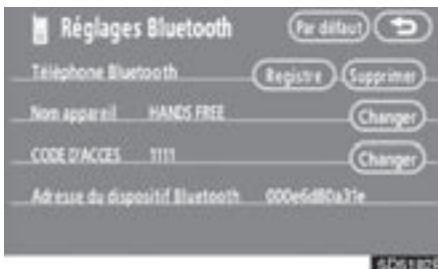 Réglages Bluetooth Par défaut
Téléphone Bluetooth Registre Supprimer
Nom appareil HANDS FREE Changer
CODE D'ACCES 1111 Changer
Adresse du dispositif Bluetooth 000e6d80a31e